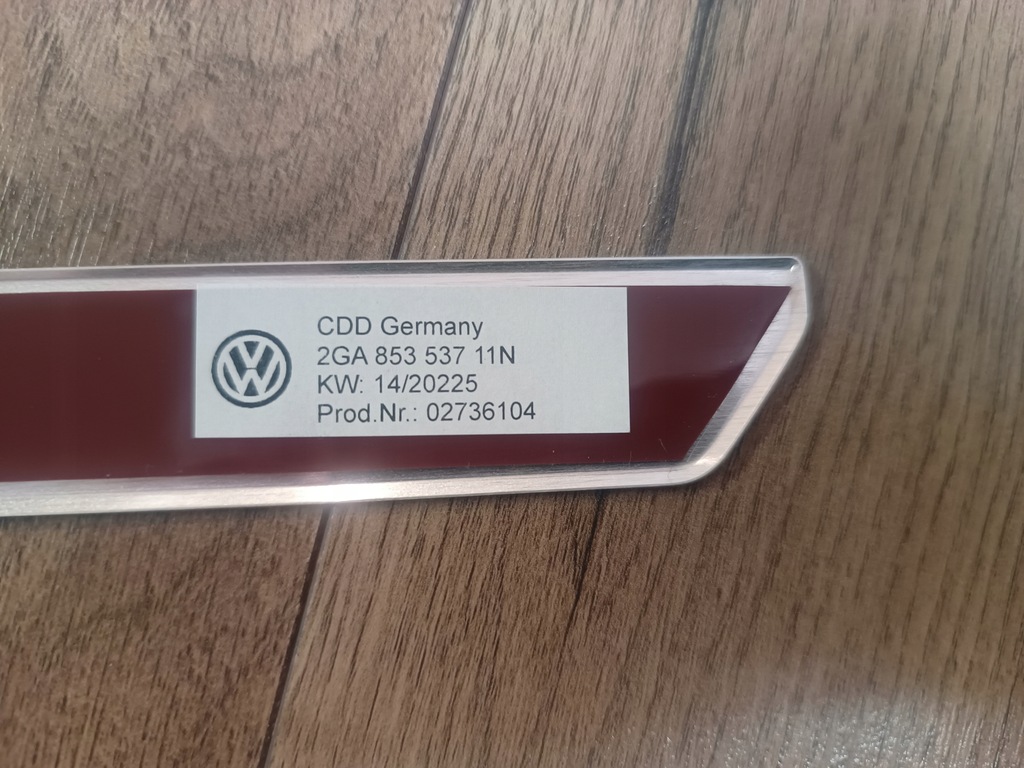 CDD Germany
2GA 853 537 11N
KW: 14/20225
Prod.Nr.: 02736104